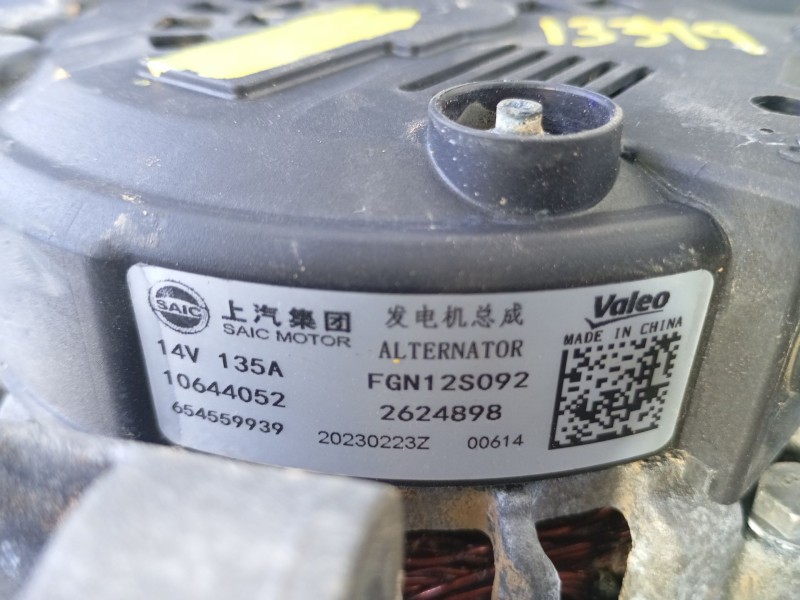 13319
SAIC 上汽集团 发电机总成 Valeo
SAIC MOTOR ALTERNATOR MADE IN CHINA
14V 135A FGN12S092
10644052 2624898
654559939 20230223Z 00614